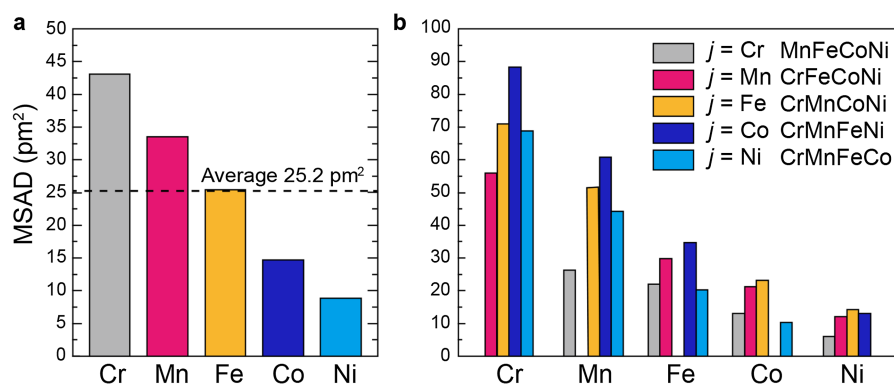 a
MSAD (pm²)
50
45
40
35
30
25
20
15
10
5
0
Average 25.2 pm²
Cr Mn Fe Co Ni
b
100
90
80
70
60
50
40
30
20
10
0
j = Cr MnFeCoNi
j = Mn CrFeCoNi
j = Fe CrMnCoNi
j = Co CrMnFeNi
j = Ni CrMnFeCo
Cr Mn Fe Co Ni